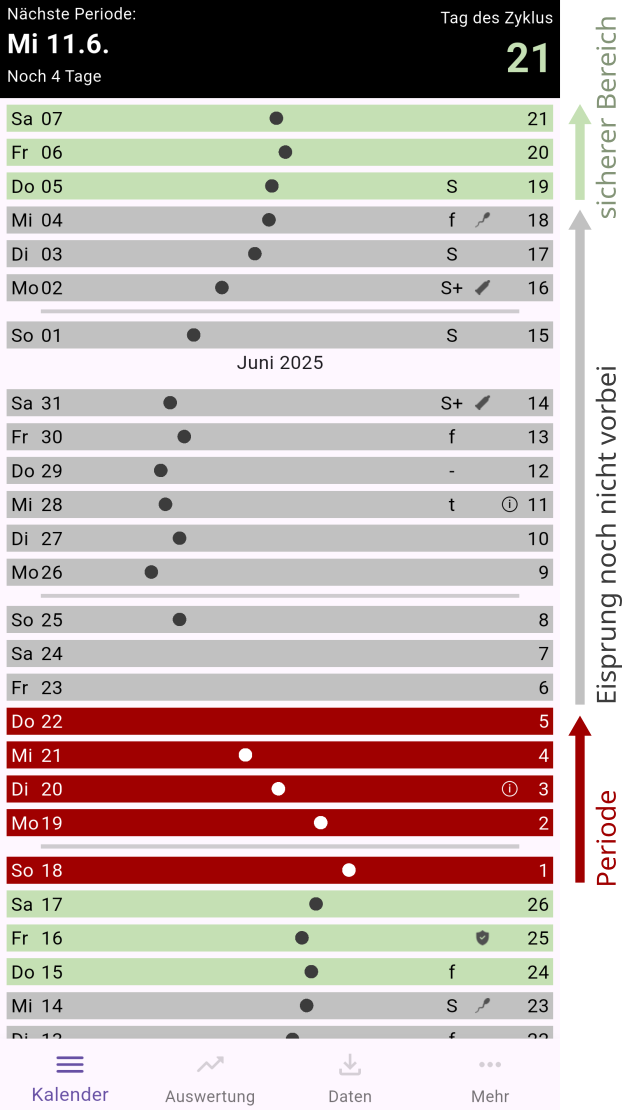 Nächste Periode:
Tag des Zyklus
Mi 11.6.
21
Noch 4 Tage
Sa 07 21
Fr 06 20
Do 05 S 19
Mi 04 f 18
Di 03 S 17
Mo 02 S+ 16
So 01 S 15
Juni 2025
Sa 31 S+ 14
Fr 30 f 13
Do 29 - 12
Mi 28 t 11
Di 27 10
Mo 26 9
So 25 8
Sa 24 7
Fr 23 6
Do 22 5
Mi 21 4
Di 20 3
Mo 19 2
So 18 1
Sa 17 26
Fr 16 25
Do 15 f 24
Mi 14 S 23
Kalender
Auswertung
Daten
Mehr
sicherer Bereich
Eisprung noch nicht vorbei
Periode